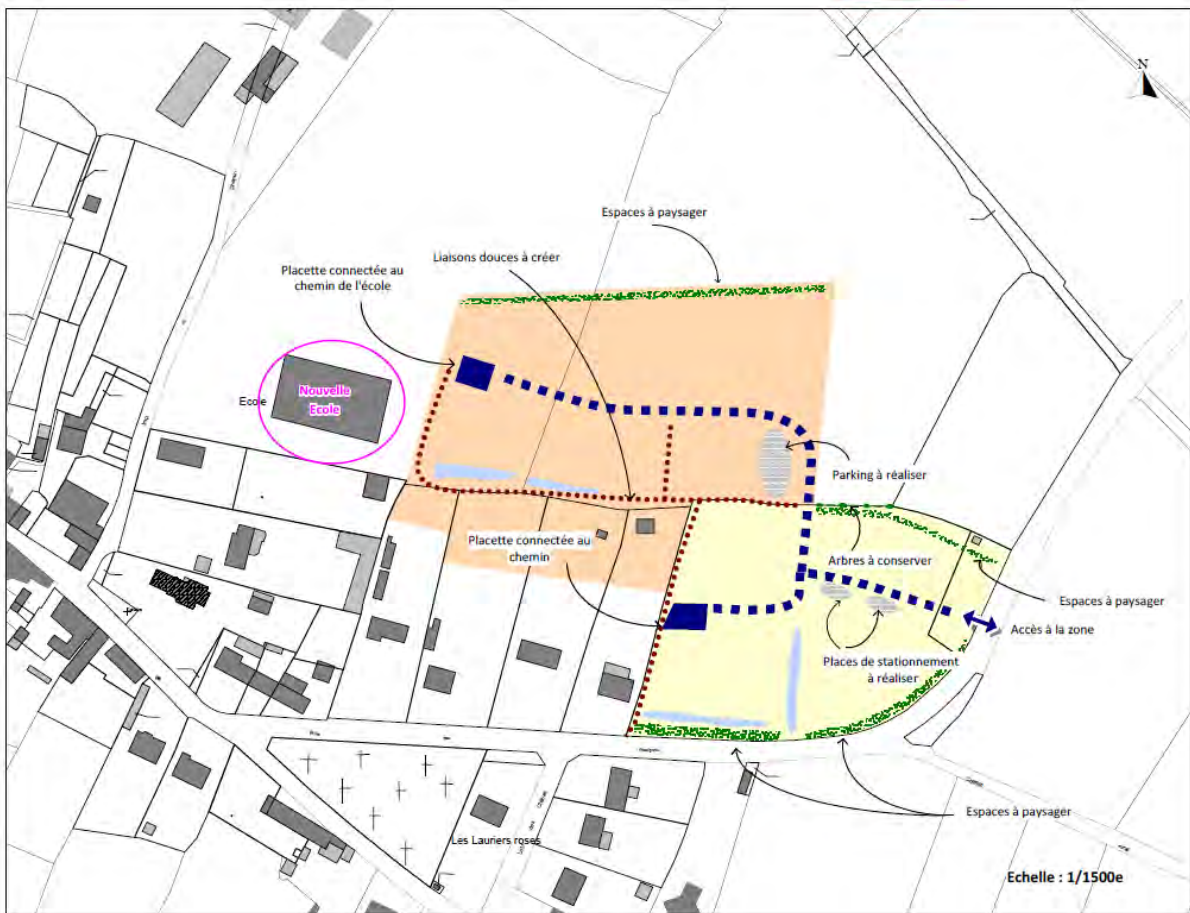 N
Espaces à paysager
Liaisons douces à créer
Placette connectée au
chemin de l'école
Nouvelle
Ecole
Ecole
Parking à réaliser
Placette connectée au
chemin
Arbres à conserver
Espaces à paysager
Accès à la zone
Places de stationnement
à réaliser
Espaces à paysager
Les Lauriers roses
Echelle : 1/1500e